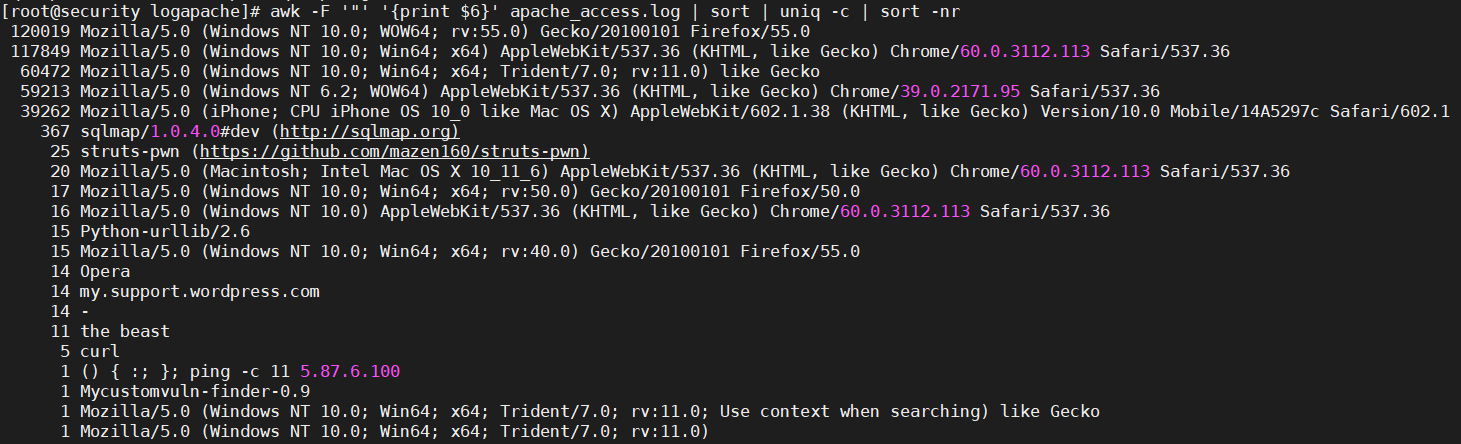 [root@security logapache]# awk -F '"' '{print $6}' apache_access.log | sort | uniq -c | sort -nr
120019 Mozilla/5.0 (Windows NT 10.0; WOW64; rv:55.0) Gecko/20100101 Firefox/55.0
117849 Mozilla/5.0 (Windows NT 10.0; Win64; x64) AppleWebKit/537.36 (KHTML, like Gecko) Chrome/60.0.3112.113 Safari/537.36
60472 Mozilla/5.0 (Windows NT 10.0; Win64; x64; Trident/7.0; rv:11.0) like Gecko
59213 Mozilla/5.0 (Windows NT 6.2; WOW64) AppleWebKit/537.36 (KHTML, like Gecko) Chrome/39.0.2171.95 Safari/537.36
39262 Mozilla/5.0 (iPhone; CPU iPhone OS 10_0 like Mac OS X) AppleWebKit/602.1.38 (KHTML, like Gecko) Version/10.0 Mobile/14A5297c Safari/602.1
367 sqlmap/1.0.4.0#dev (http://sqlmap.org)
25 struts-pwn (https://github.com/mazen160/struts-pwn)
20 Mozilla/5.0 (Macintosh; Intel Mac OS X 10_11_6) AppleWebKit/537.36 (KHTML, like Gecko) Chrome/60.0.3112.113 Safari/537.36
17 Mozilla/5.0 (Windows NT 10.0; Win64; x64; rv:50.0) Gecko/20100101 Firefox/50.0
16 Mozilla/5.0 (Windows NT 10.0) AppleWebKit/537.36 (KHTML, like Gecko) Chrome/60.0.3112.113 Safari/537.36
15 Python-urllib/2.6
15 Mozilla/5.0 (Windows NT 10.0; Win64; x64; rv:40.0) Gecko/20100101 Firefox/55.0
14 Opera
14 my.support.wordpress.com
14 -
11 the beast
5 curl
1 () { :; }; ping -c 11 5.87.6.100
1 Mycustomvuln-finder-0.9
1 Mozilla/5.0 (Windows NT 10.0; Win64; x64; Trident/7.0; rv:11.0; Use context when searching) like Gecko
1 Mozilla/5.0 (Windows NT 10.0; Win64; x64; Trident/7.0; rv:11.0)